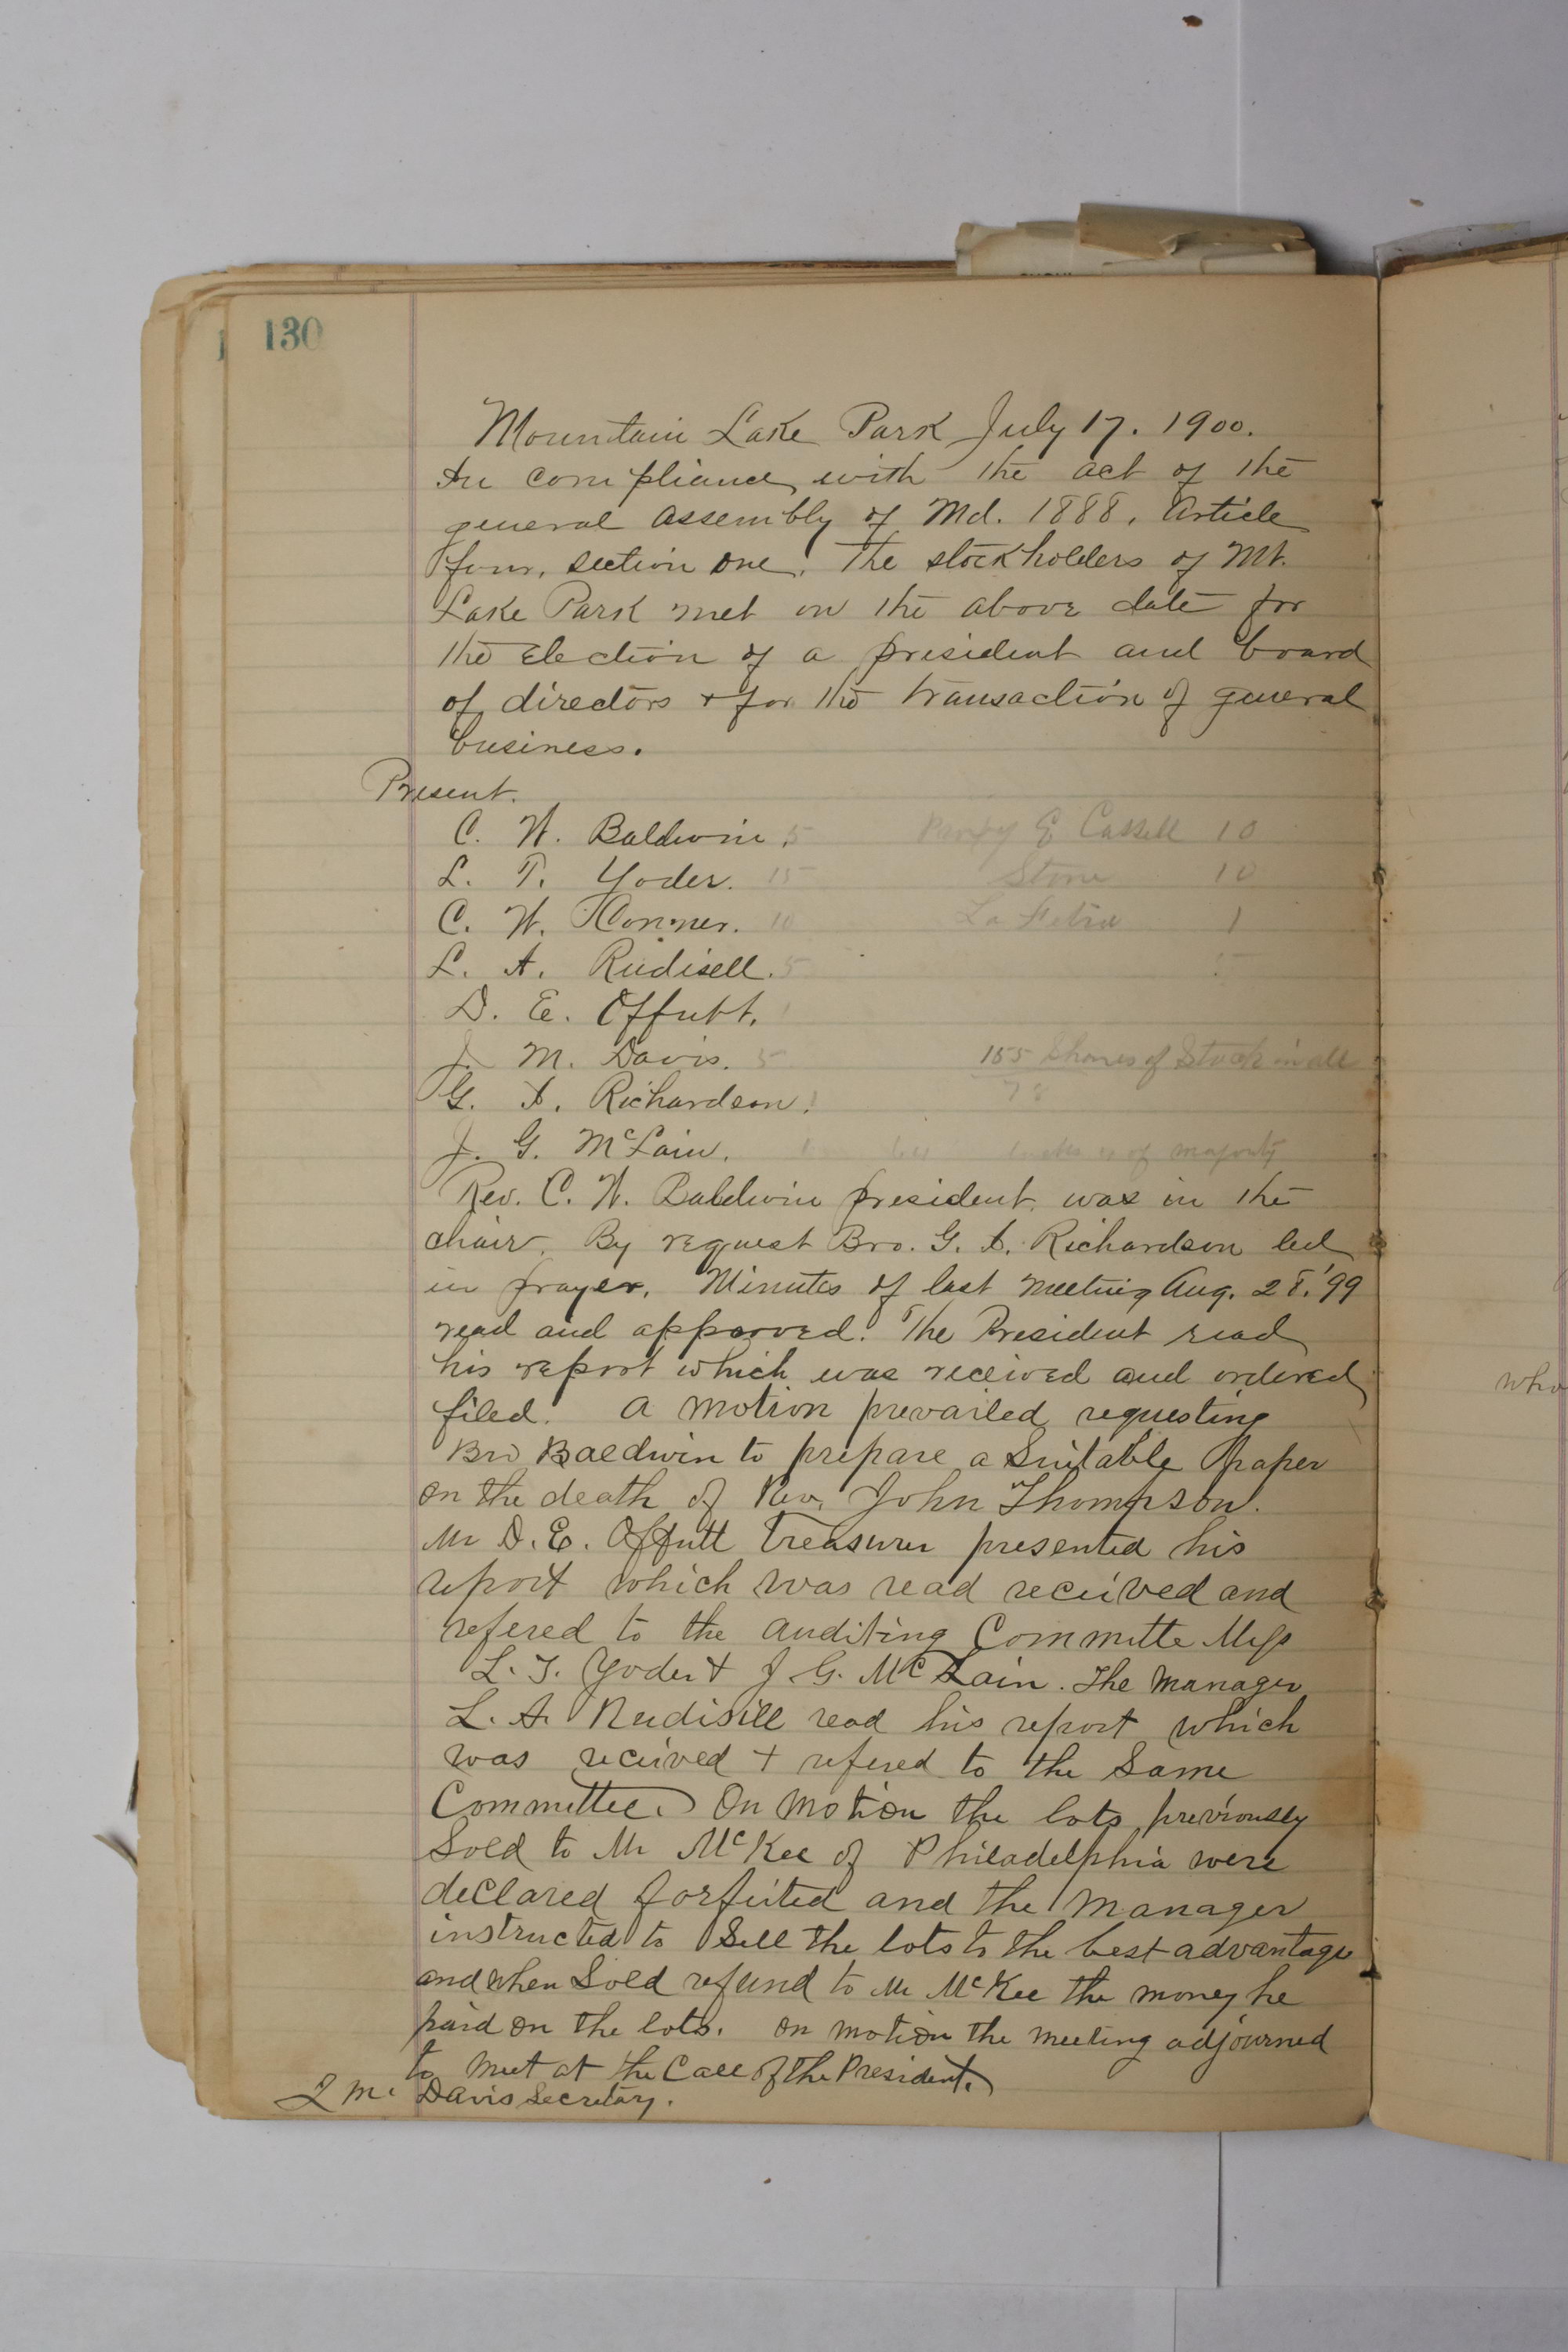 130
Mountain Lake Park July 17. 1900.
In compliance with the act of the
general assembly of Md. 1888. Article
four, section one. The stockholders of Mt.
Lake Park met on the above date for
the election of a president and board
of directors + for the transaction of general
business.
Present.
C. W. Baldwin. 5 E Cassell 10
L. T. Yoder. 15 Stone 10
C. W. Conner. 10 La Fetra 1
L. A. Rudisell. 5
D. E. Offutt. 1
J. M. Davis. 5 155 Shares of Stock in all
G. A. Richardson. 78
J. G. McLain. of majority
Rev. C. W. Baldwin president was in the
chair. By request Bro. G. A. Richardson led
in prayer. Minutes of last meeting Aug. 28. '99
read and approved. The President read
his report which was received and ordered
filed. A motion prevailed requesting
Bro Baldwin to prepare a Suitable paper
on the death of Rev. John Thompson.
Mr D. E. Offutt Treasurer presented his
report which was read received and
refered to the auditing Committe Mess
L. T. Yoder + J. G. McLain. The manager
L. A. Rudisill read his report which
was received + refered to the Same
Committee. On motion the lots previously
Sold to Mr McKee of Philadelphia were
declared forfeited and the manager
instructed to Sell the lots to the best advantage
and when Sold refund to Mr McKee the money he
paid on the lots. on motion the meeting adjourned
to meet at the Call of the President.
J M. Davis Secretary.
who